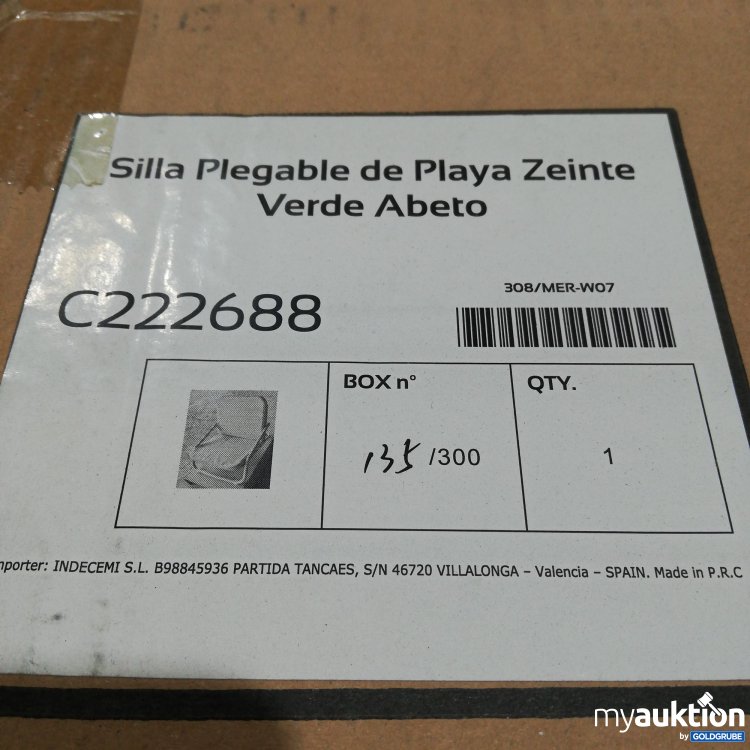 Silla Plegable de Playa Zeinte
Verde Abeto
C222688
308/MER-W07
BOX n°
135 /300
QTY.
1
mporter: INDECEMI S.L. B98845936 PARTIDA TANCAES, S/N 46720 VILLALONGA – Valencia – SPAIN. Made in P.R.C
myauktion
by GOLDGRUBE